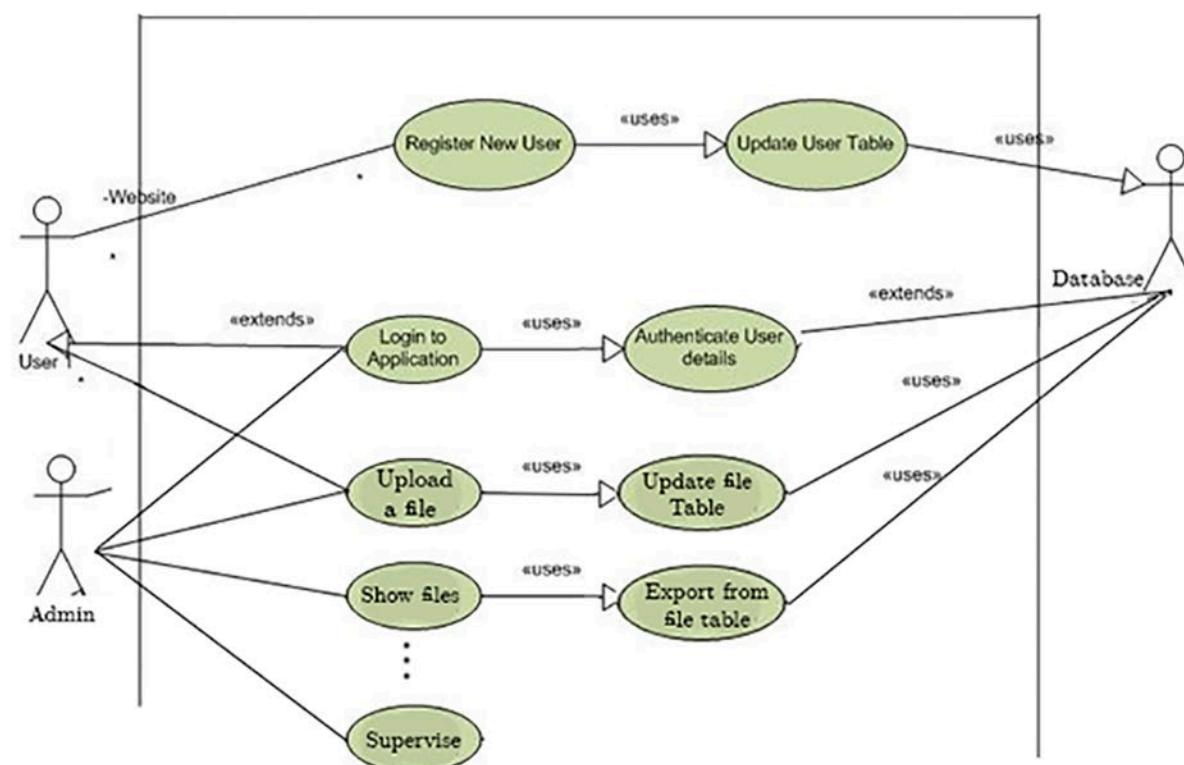 «uses»
Register New User
Update User Table
«uses»
-Website
Database
«extends»
«extends»
«uses»
Login to
Application
Authenticate User
details
User
«uses»
«uses»
Upload
a file
Update file
Table
«uses»
«uses»
Show files
Export from
file table
Admin
Supervise